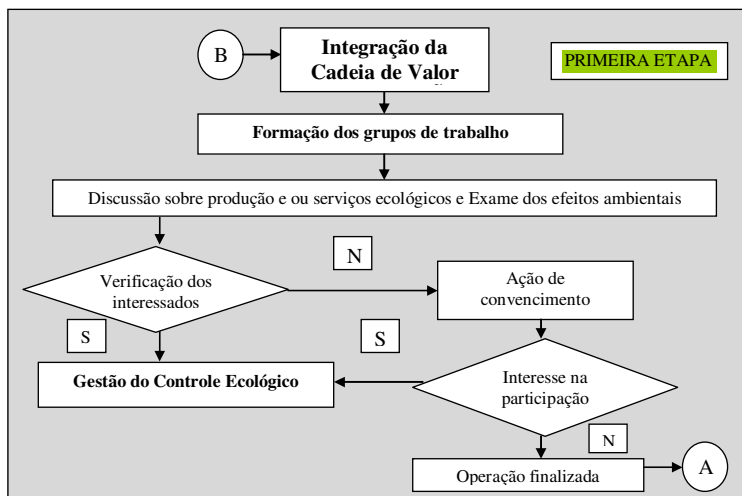 B
Integração da
Cadeia de Valor
PRIMEIRA ETAPA
Formação dos grupos de trabalho
Discussão sobre produção e ou serviços ecológicos e Exame dos efeitos ambientais
Verificação dos
interessados
N
Ação de
convencimento
S
S
Gestão do Controle Ecológico
Interesse na
participação
N
Operação finalizada
A